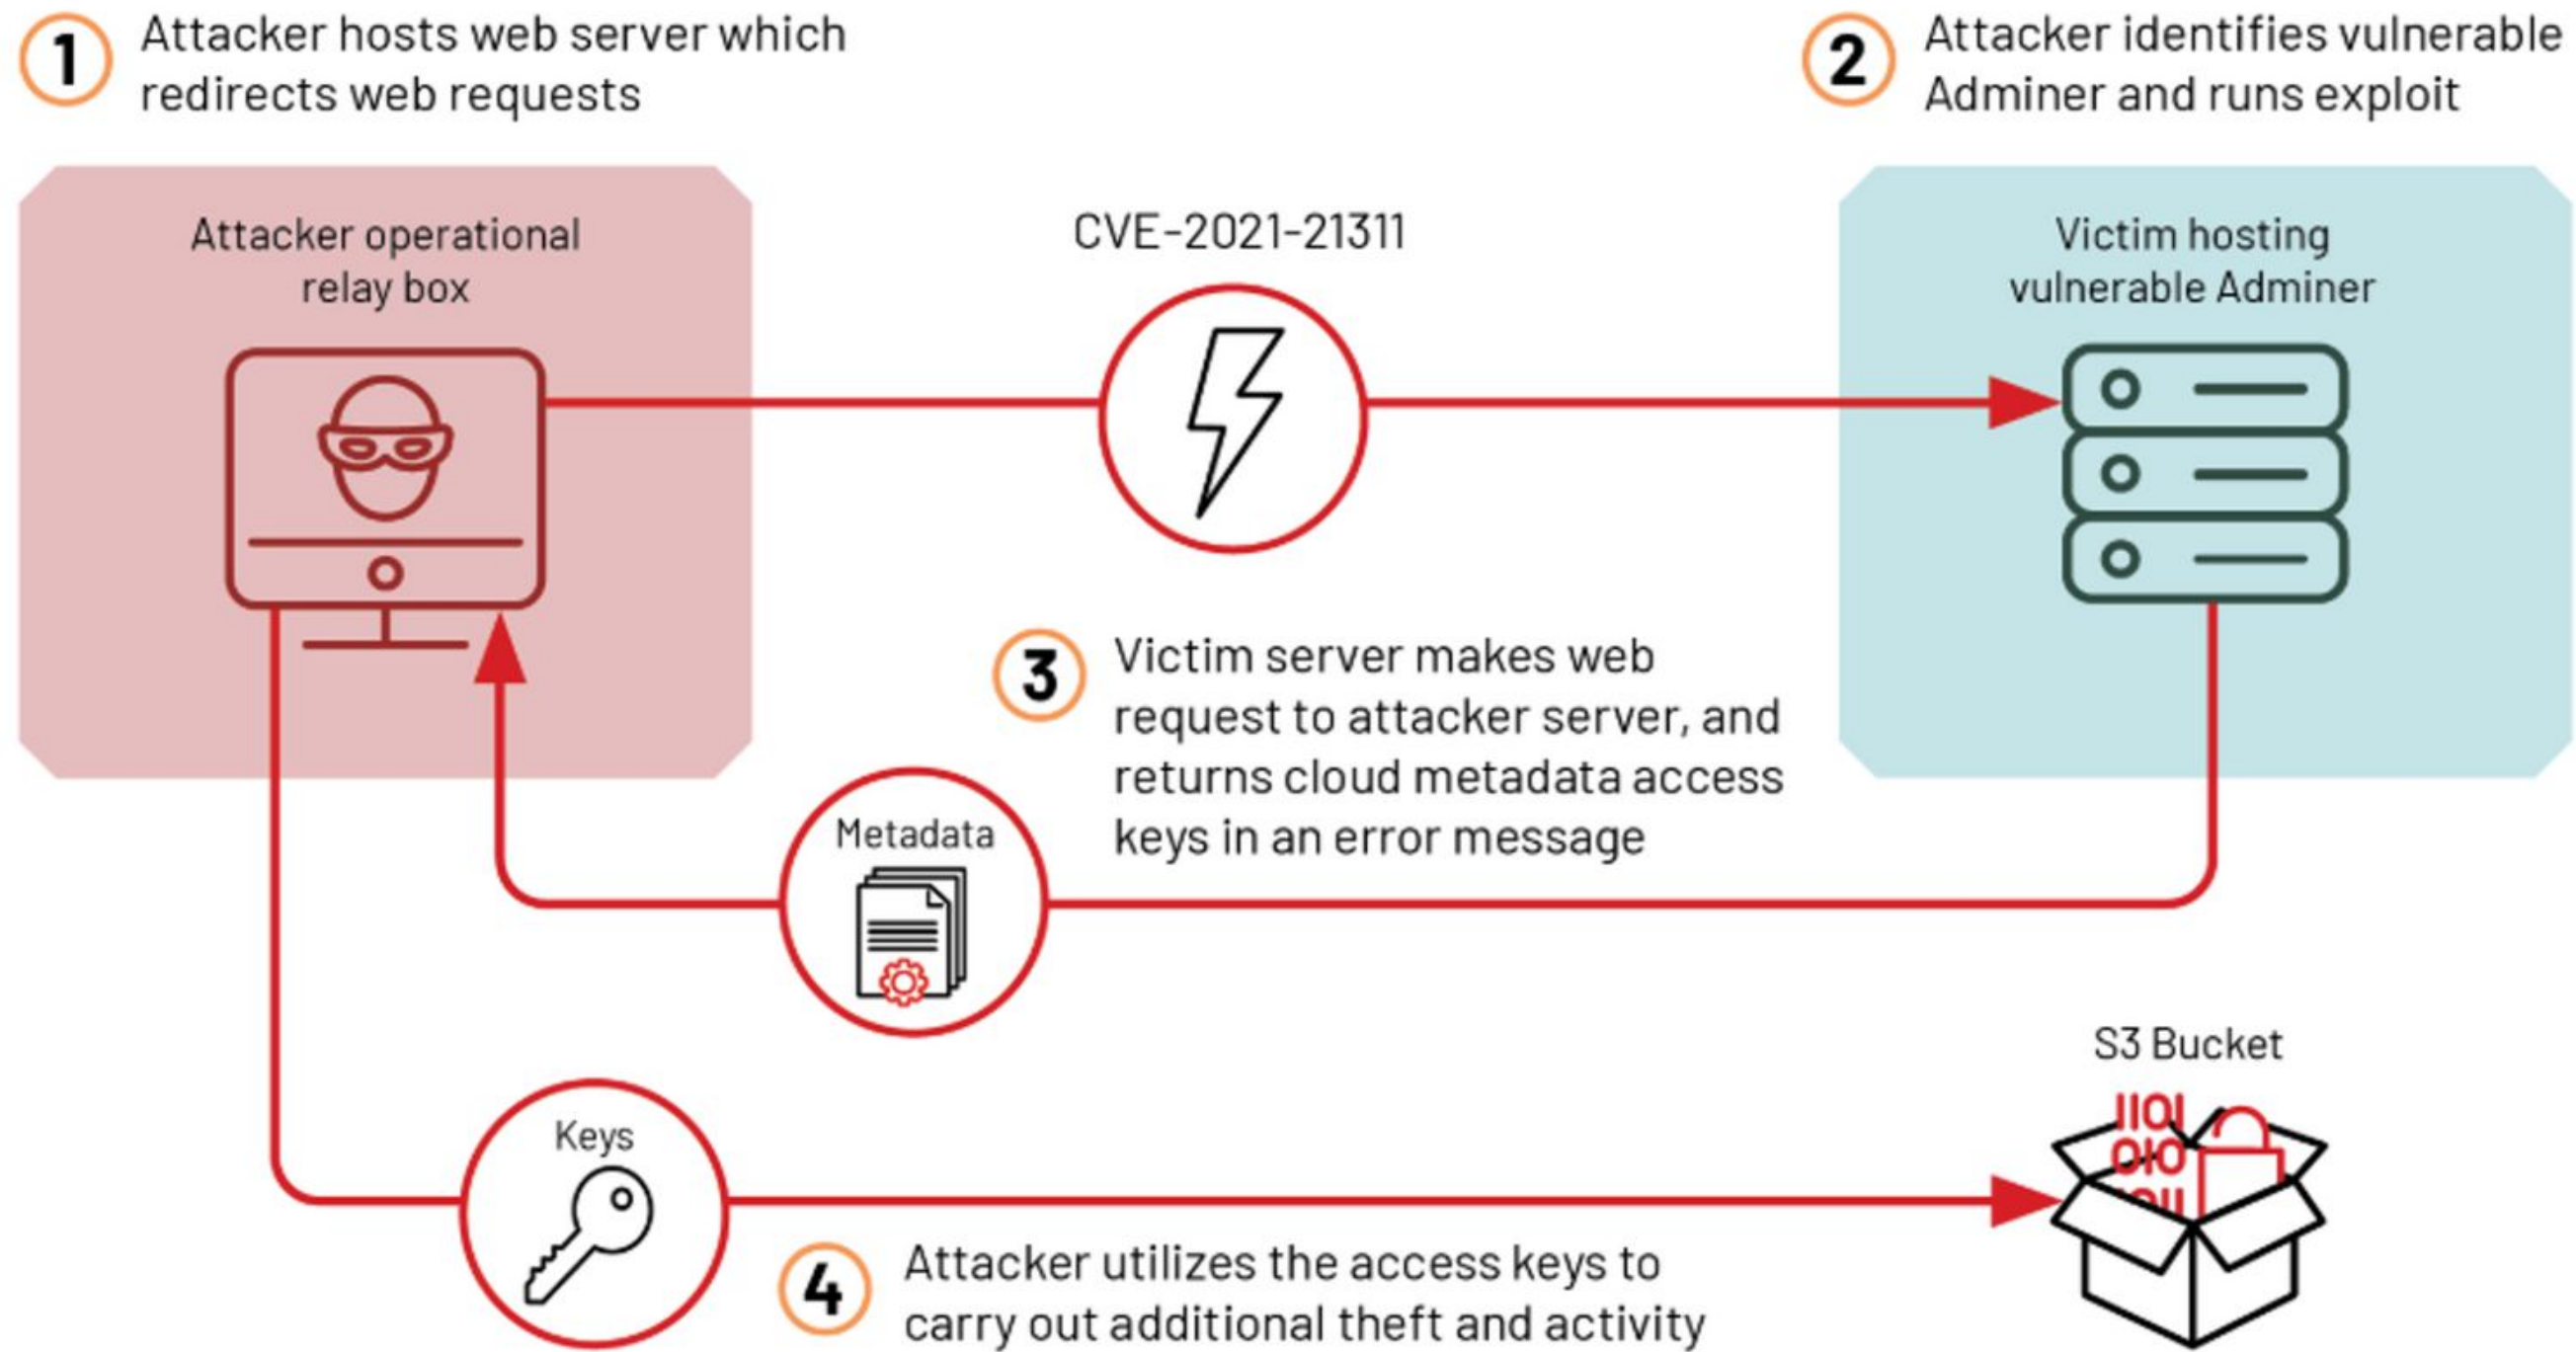 1
Attacker hosts web server which
redirects web requests
2
Attacker identifies vulnerable
Adminer and runs exploit
Attacker operational
relay box
CVE-2021-21311
Victim hosting
vulnerable Adminer
3
Victim server makes web
request to attacker server, and
returns cloud metadata access
keys in an error message
Metadata
S3 Bucket
1101
010
Keys
4
Attacker utilizes the access keys to
carry out additional theft and activity